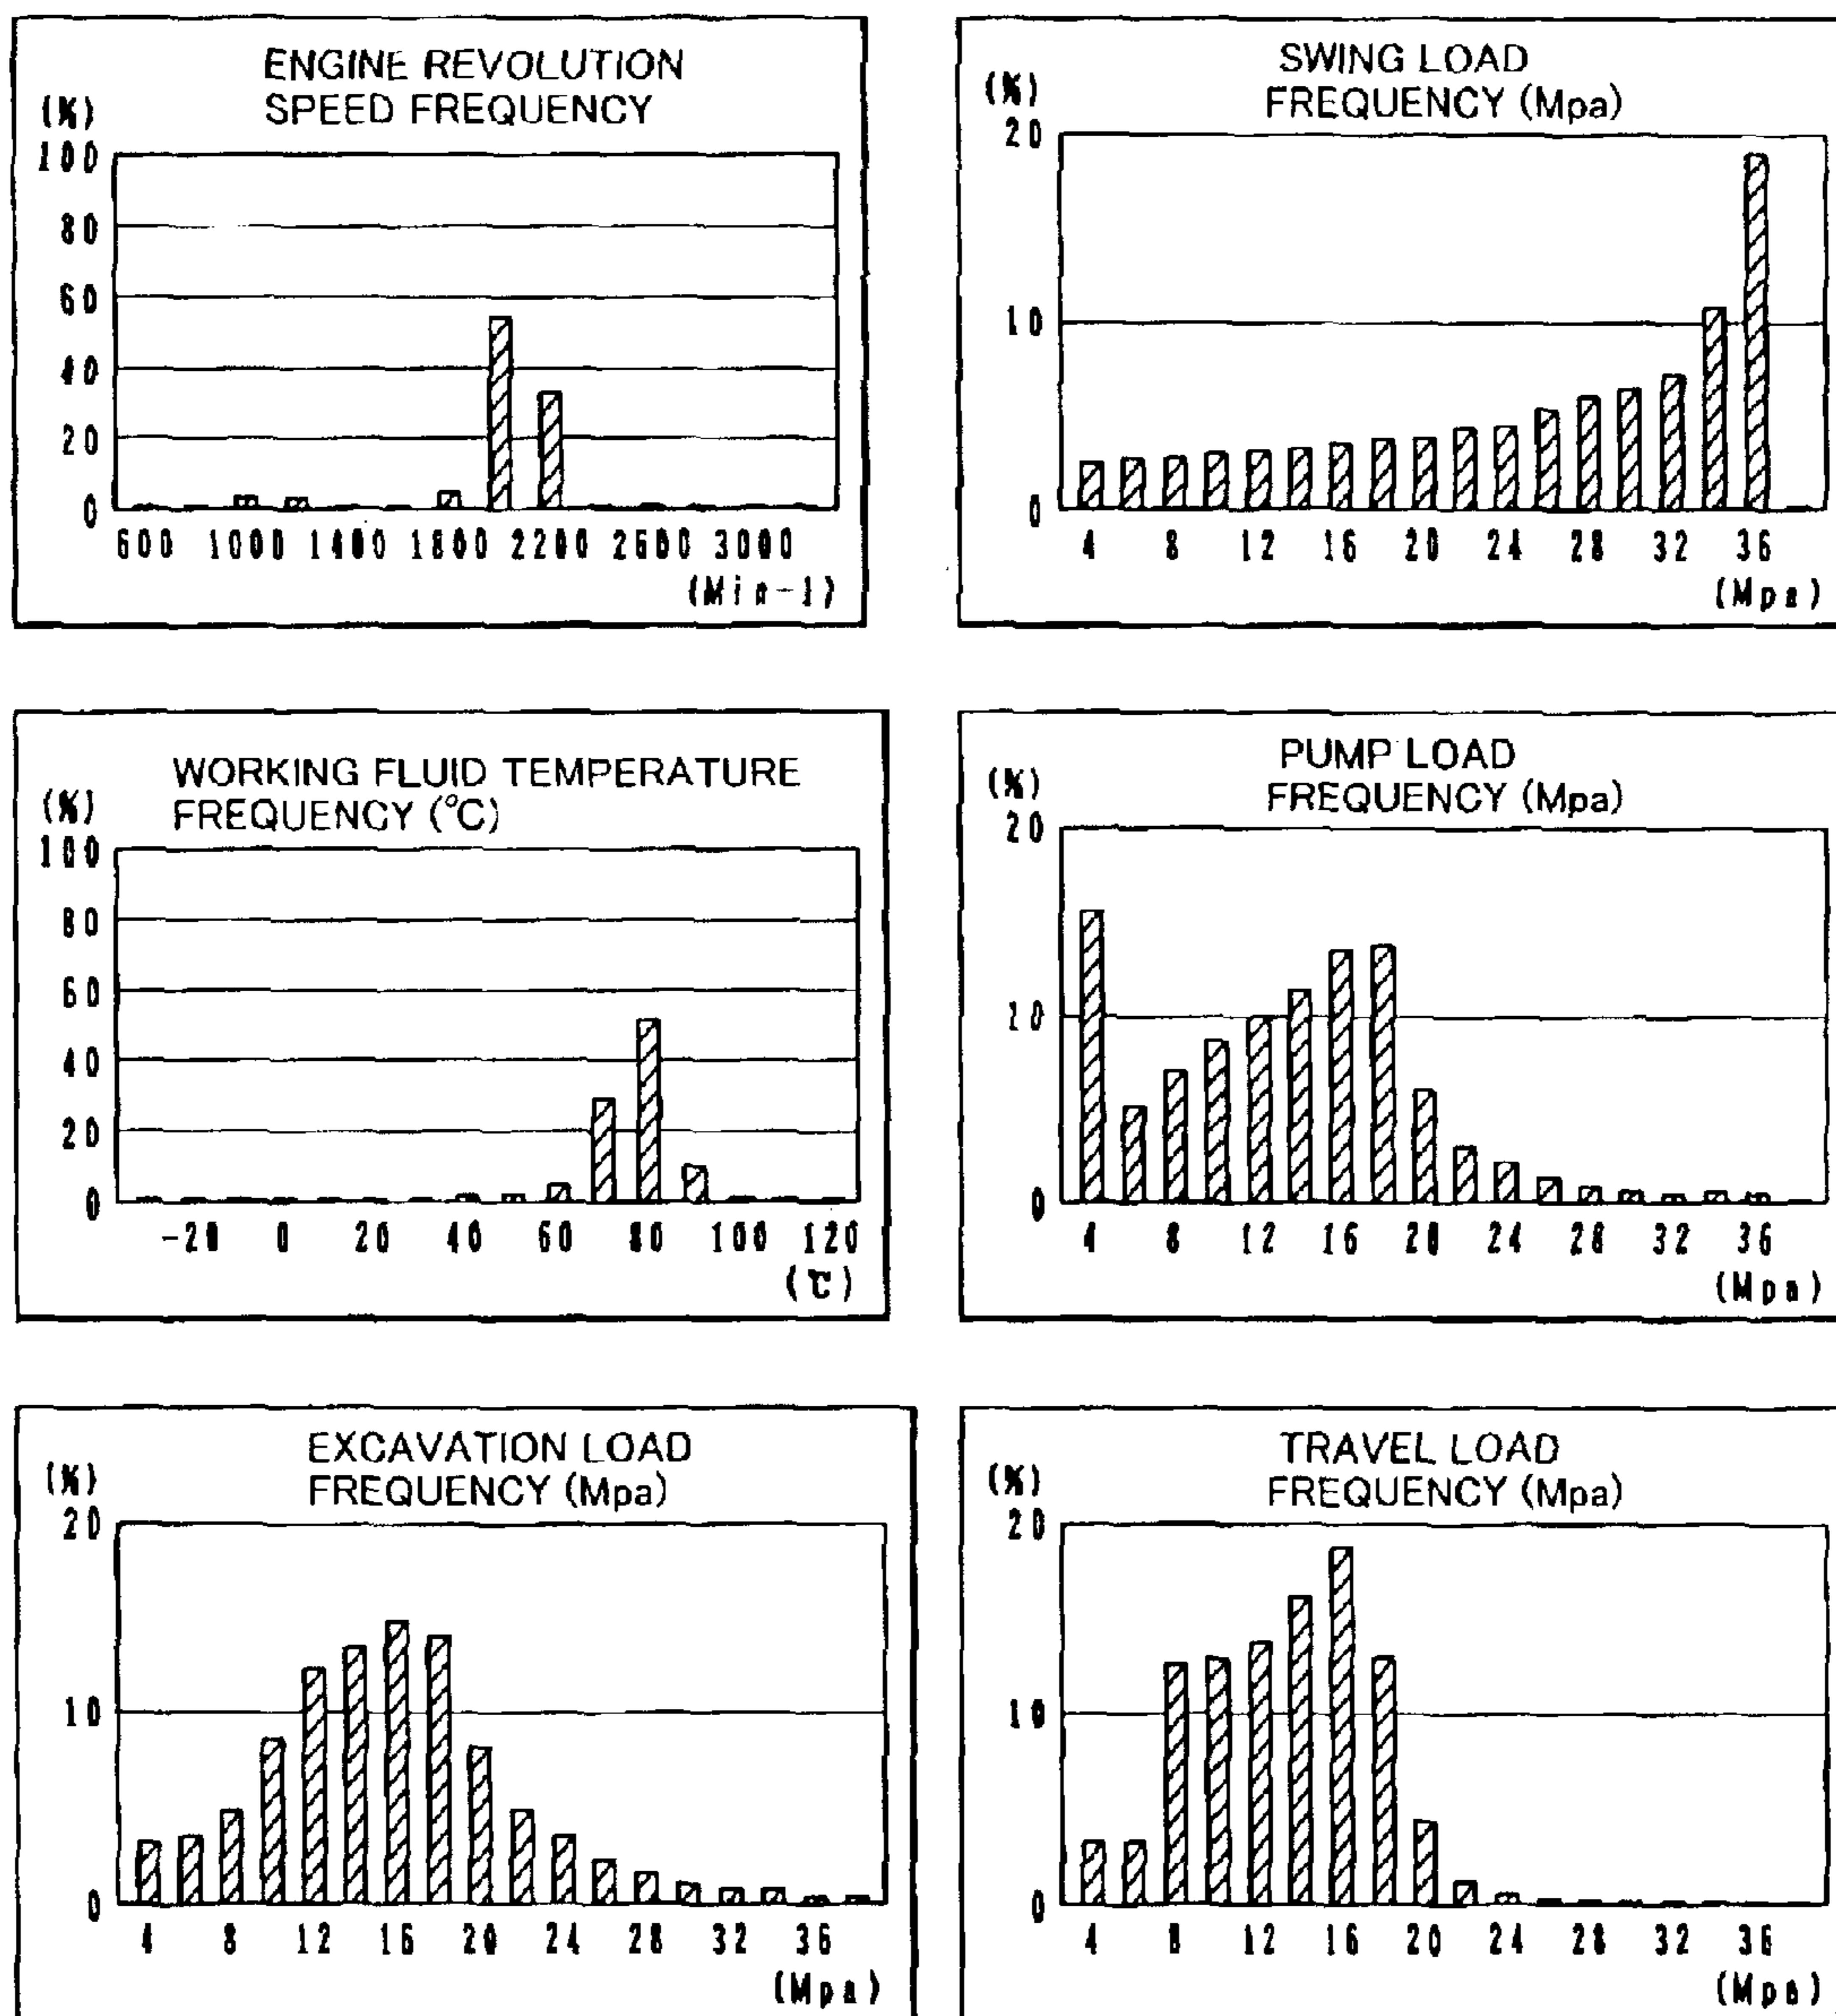 ENGINE REVOLUTION
SPEED FREQUENCY
(%)
100
80
60
40
20
0
600 1000 1400 1800 2200 2600 3000
(Min-1)
SWING LOAD
FREQUENCY (Mpa)
(%)
20
10
0
4 8 12 16 20 24 28 32 36
(Mpa)
WORKING FLUID TEMPERATURE
FREQUENCY (°C)
(%)
100
80
60
40
20
0
-20 0 20 40 60 80 100 120
(℃)
PUMP LOAD
FREQUENCY (Mpa)
(%)
20
10
0
4 8 12 16 20 24 28 32 36
(Mpa)
EXCAVATION LOAD
FREQUENCY (Mpa)
(%)
20
10
0
4 8 12 16 20 24 28 32 36
(Mpa)
TRAVEL LOAD
FREQUENCY (Mpa)
(%)
20
10
0
4 8 12 16 20 24 28 32 36
(Mpa)